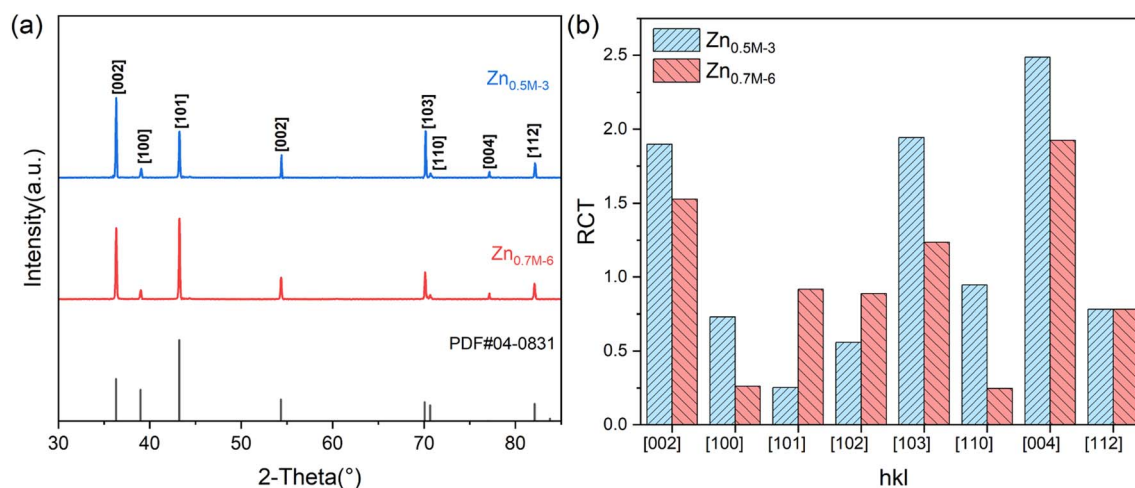 (a)
Intensity(a.u.)
[002]
[100]
[101]
[002]
[103]
[110]
[004]
[112]
Zn0.5M-3
Zn0.7M-6
PDF#04-0831
30 40 50 60 70 80
2-Theta(°)
(b)
RCT
Zn0.5M-3
Zn0.7M-6
2.5
2.0
1.5
1.0
0.5
0.0
[002] [100] [101] [102] [103] [110] [004] [112]
hkl